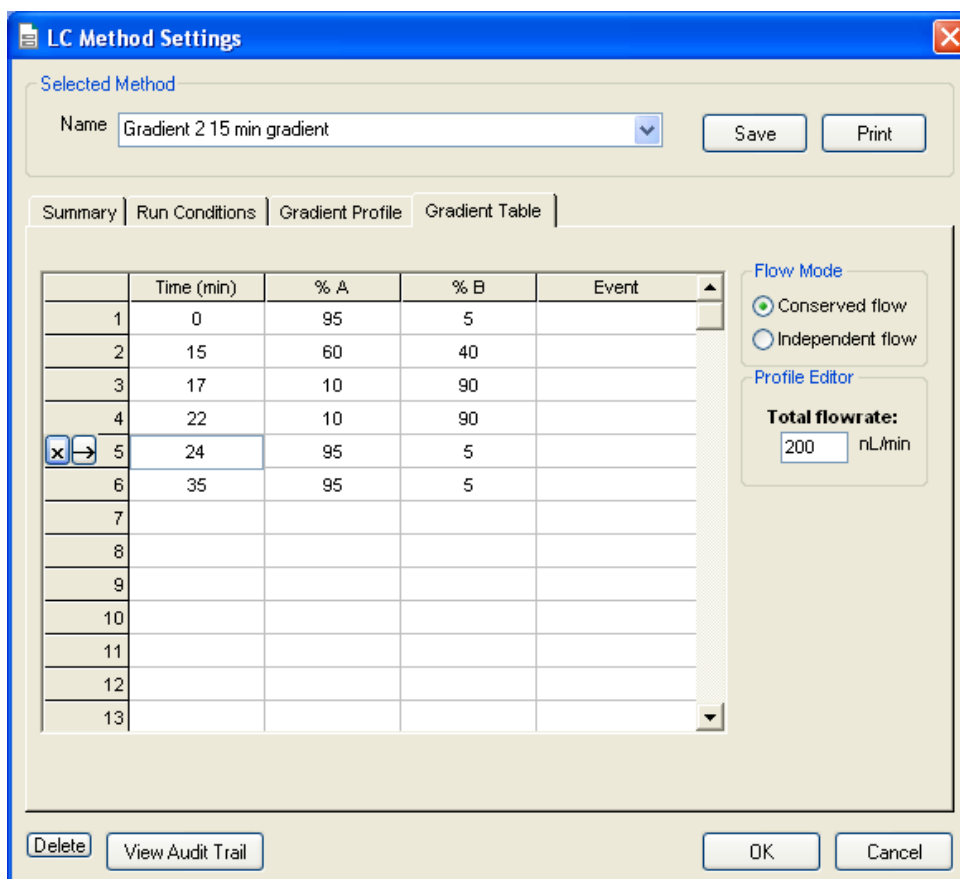 LC Method Settings
Selected Method
Name Gradient 2 15 min gradient Save Print
Summary Run Conditions Gradient Profile Gradient Table
Time (min) % A % B Event
1 0 95 5
2 15 60 40
3 17 10 90
4 22 10 90
x → 5 24 95 5
6 35 95 5
7
8
9
10
11
12
13
Flow Mode
Conserved flow
Independent flow
Profile Editor
Total flowrate:
200 nL/min
Delete View Audit Trail OK Cancel